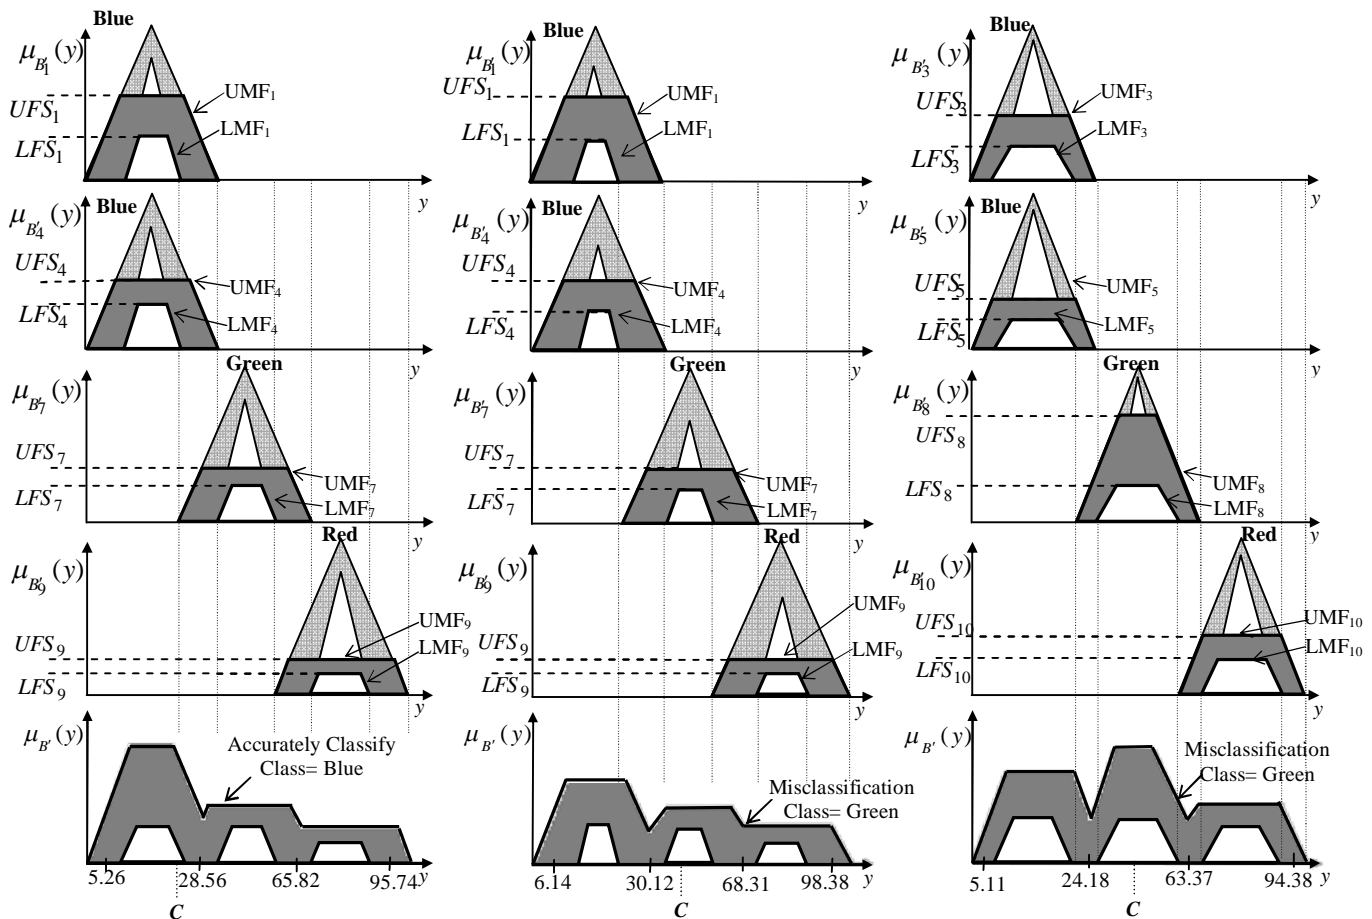 Blue
μB′1(y)
UFS1
LFS1
UMF1
LMF1
y
Blue
μB′4(y)
UFS4
LFS4
UMF4
LMF4
y
Green
μB′7(y)
UFS7
LFS7
UMF7
LMF7
y
Red
μB′9(y)
UFS9
LFS9
UMF9
LMF9
y
μB′(y)
Accurately Classify
Class= Blue
5.26 28.56 65.82 95.74 y
C
Blue
μB′1(y)
UFS1
LFS1
UMF1
LMF1
y
Blue
μB′4(y)
UFS4
LFS4
UMF4
LMF4
y
Green
μB′7(y)
UFS7
LFS7
UMF7
LMF7
y
Red
μB′9(y)
UFS9
LFS9
UMF9
LMF9
y
μB′(y)
Misclassification
Class= Green
6.14 30.12 68.31 98.38 y
C
Blue
μB′3(y)
UFS3
LFS3
UMF3
LMF3
y
Blue
μB′5(y)
UFS5
LFS5
UMF5
LMF5
y
Green
μB′8(y)
UFS8
LFS8
UMF8
LMF8
y
Red
μB′10(y)
UFS10
LFS10
UMF10
LMF10
y
μB′(y)
Misclassification
Class= Green
5.11 24.18 63.37 94.38 y
C